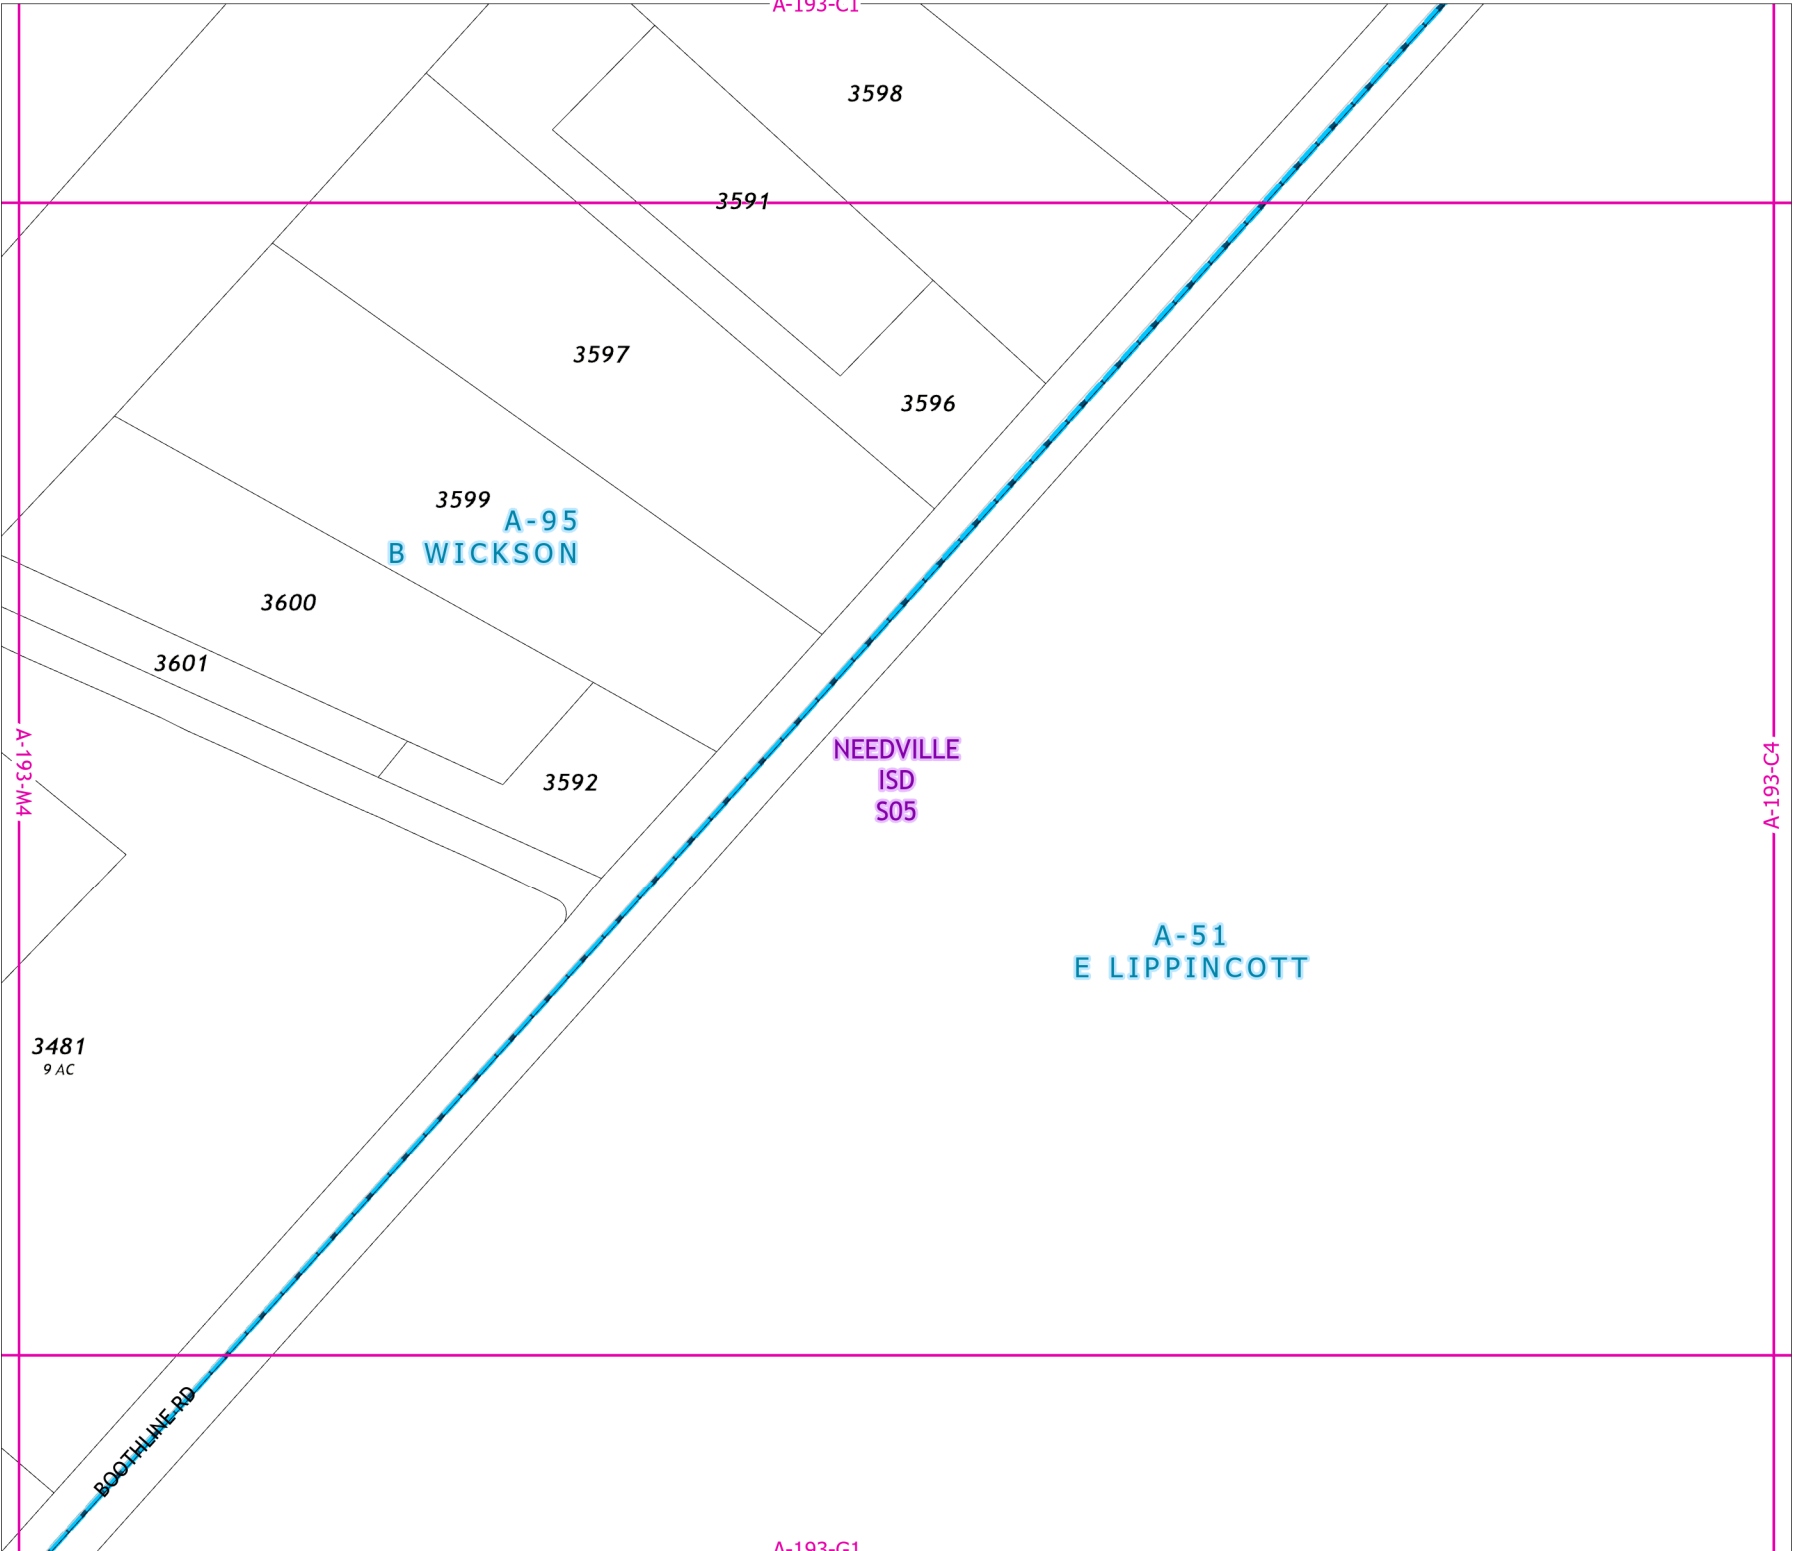 A-193-C1
3598
3591
3597
3596
3599
A-95
B WICKSON
3600
3601
NEEDVILLE
ISD
S05
3592
A-193-M4
A-193-C4
A-51
E LIPPINCOTT
3481
9 AC
BOOTHLINE RD
A-193-G1